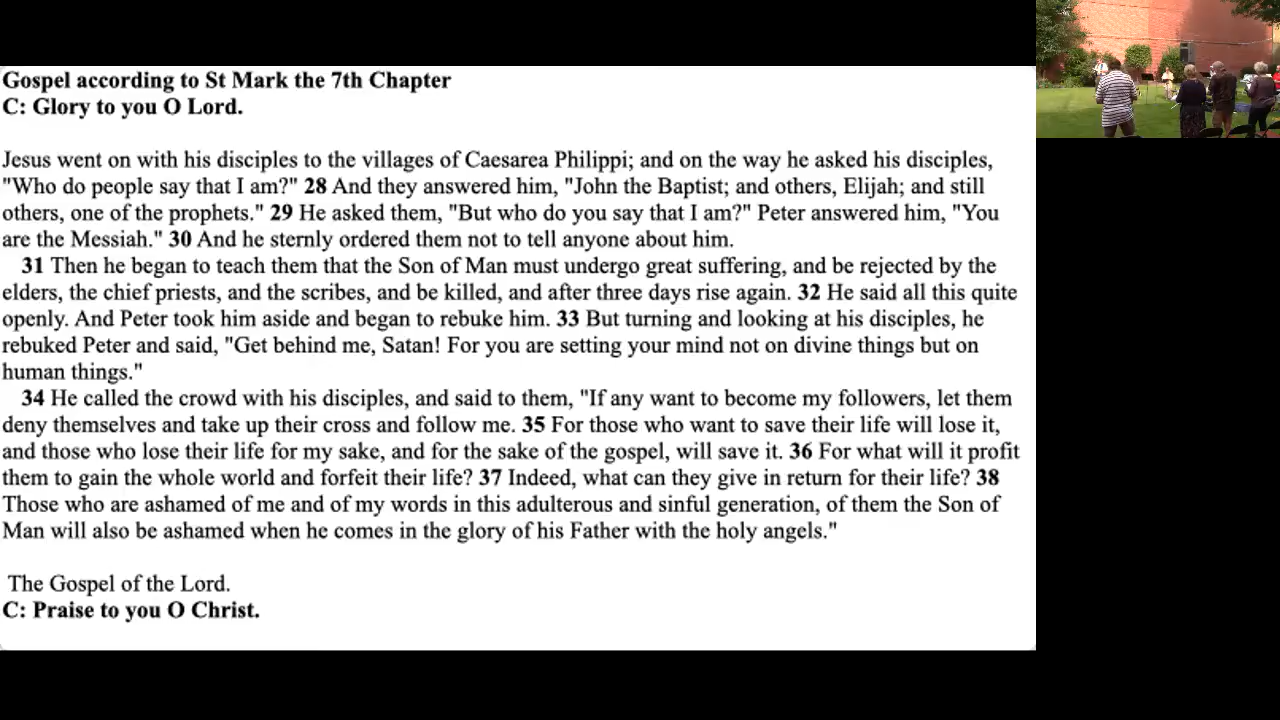 Gospel according to St Mark the 7th Chapter
C: Glory to you O Lord.
Jesus went on with his disciples to the villages of Caesarea Philippi; and on the way he asked his disciples,
"Who do people say that I am?" 28 And they answered him, "John the Baptist; and others, Elijah; and still
others, one of the prophets." 29 He asked them, "But who do you say that I am?" Peter answered him, "You
are the Messiah." 30 And he sternly ordered them not to tell anyone about him.
31 Then he began to teach them that the Son of Man must undergo great suffering, and be rejected by the
elders, the chief priests, and the scribes, and be killed, and after three days rise again. 32 He said all this quite
openly. And Peter took him aside and began to rebuke him. 33 But turning and looking at his disciples, he
rebuked Peter and said, "Get behind me, Satan! For you are setting your mind not on divine things but on
human things."
34 He called the crowd with his disciples, and said to them, "If any want to become my followers, let them
deny themselves and take up their cross and follow me. 35 For those who want to save their life will lose it,
and those who lose their life for my sake, and for the sake of the gospel, will save it. 36 For what will it profit
them to gain the whole world and forfeit their life? 37 Indeed, what can they give in return for their life? 38
Those who are ashamed of me and of my words in this adulterous and sinful generation, of them the Son of
Man will also be ashamed when he comes in the glory of his Father with the holy angels."
The Gospel of the Lord.
C: Praise to you O Christ.